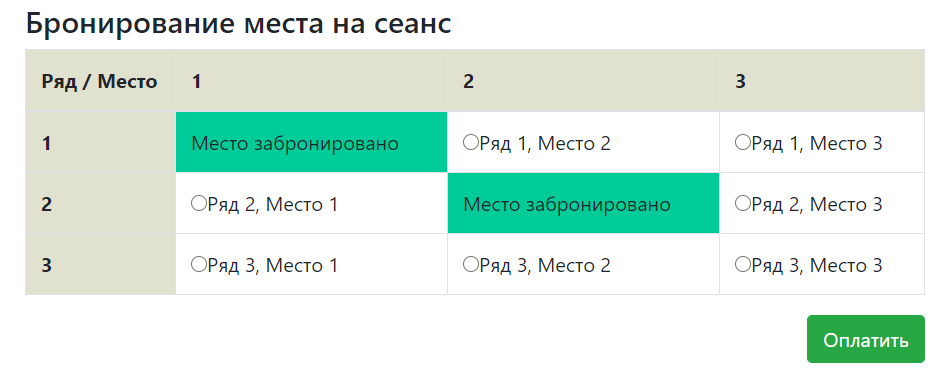 Бронирование места на сеанс
Ряд / Место 1 2 3
1 Место забронировано Ряд 1, Место 2 Ряд 1, Место 3
2 Ряд 2, Место 1 Место забронировано Ряд 2, Место 3
3 Ряд 3, Место 1 Ряд 3, Место 2 Ряд 3, Место 3
Оплатить